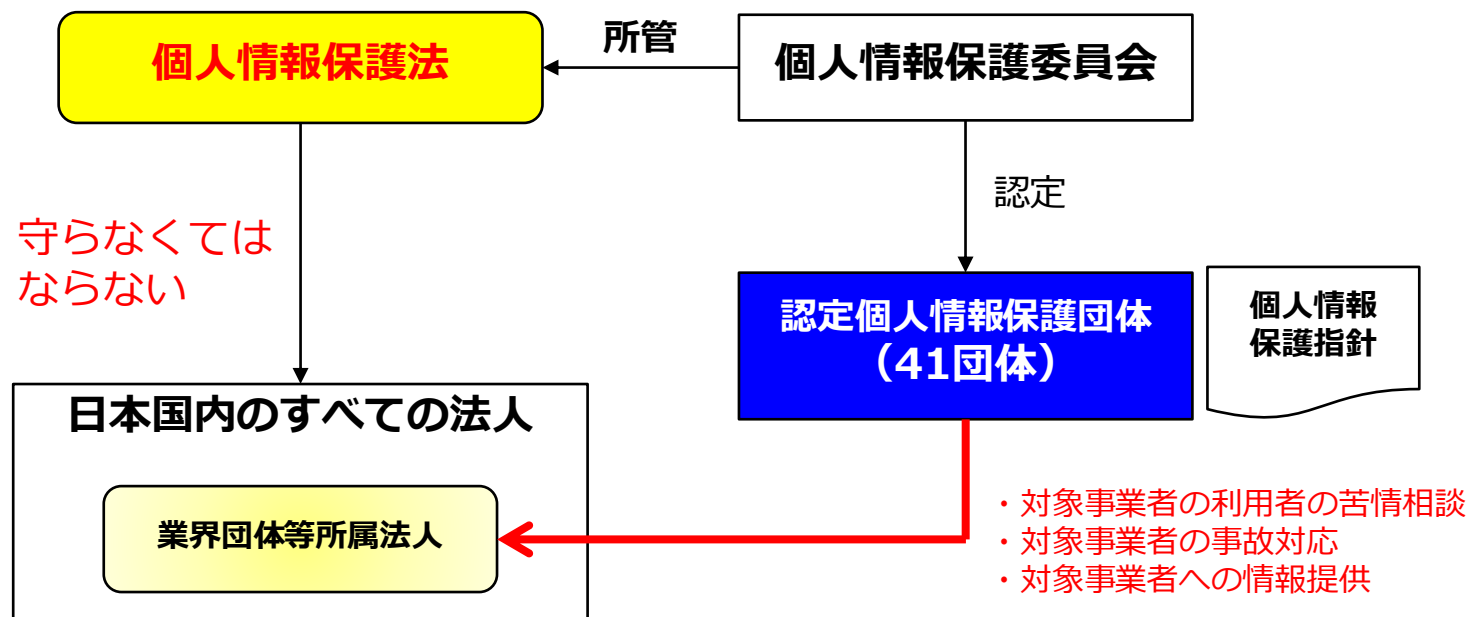 個人情報保護法
所管
個人情報保護委員会
認定
守らなくては
ならない
認定個人情報保護団体
（41団体）
個人情報
保護指針
日本国内のすべての法人
業界団体等所属法人
・対象事業者の利用者の苦情相談
・対象事業者の事故対応
・対象事業者への情報提供